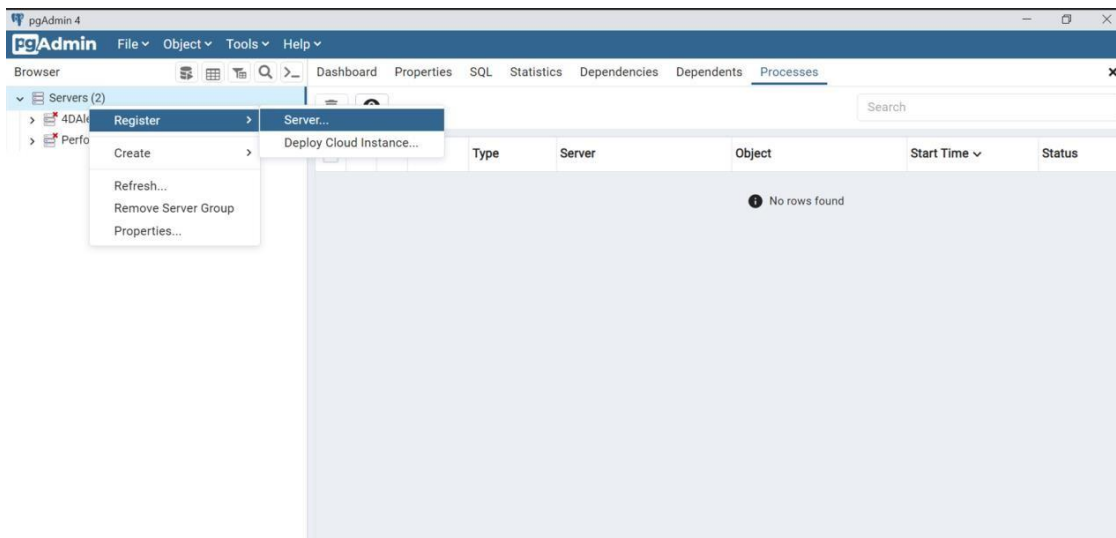 pgAdmin 4
pgAdmin File Object Tools Help
Browser
Dashboard Properties SQL Statistics Dependencies Dependents Processes
Servers (2)
4DAle
Perfo
Register
Create
Refresh...
Remove Server Group
Properties...
Server...
Deploy Cloud Instance...
Search
Type Server Object Start Time Status
No rows found